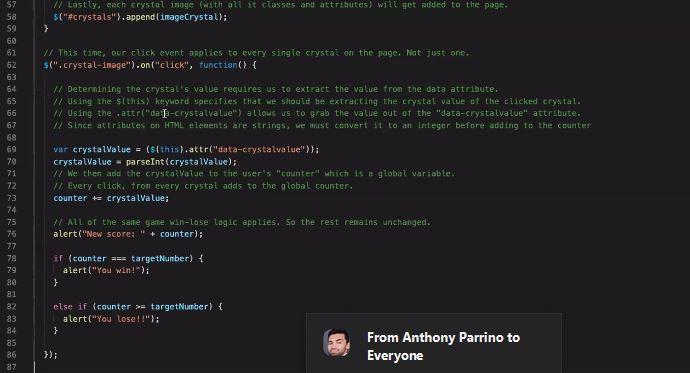 57 // Lastly, each crystal image (with all it classes and attributes) will get added to the page.
58 $("#crystals").append(imageCrystal);
59 }
60
61 // This time, our click event applies to every single crystal on the page. Not just one.
62 $(".crystal-image").on("click", function() {
63
64 // Determining the crystal's value requires us to extract the value from the data attribute.
65 // Using the $(this) keyword specifies that we should be extracting the crystal value of the clicked crystal.
66 // Using the .attr("data-crystalvalue") allows us to grab the value out of the "data-crystalvalue" attribute.
67 // Since attributes on HTML elements are strings, we must convert it to an integer before adding to the counter
68
69 var crystalValue = ($(this).attr("data-crystalvalue"));
70 crystalValue = parseInt(crystalValue);
71 // We then add the crystalValue to the user's "counter" which is a global variable.
72 // Every click, from every crystal adds to the global counter.
73 counter += crystalValue;
74
75 // All of the same game win-lose logic applies. So the rest remains unchanged.
76 alert("New score: " + counter);
77
78 if (counter === targetNumber) {
79 alert("You win!");
80 }
81
82 else if (counter >= targetNumber) {
83 alert("You lose!!");
84 }
85
86 });
87
From Anthony Parrino to
Everyone